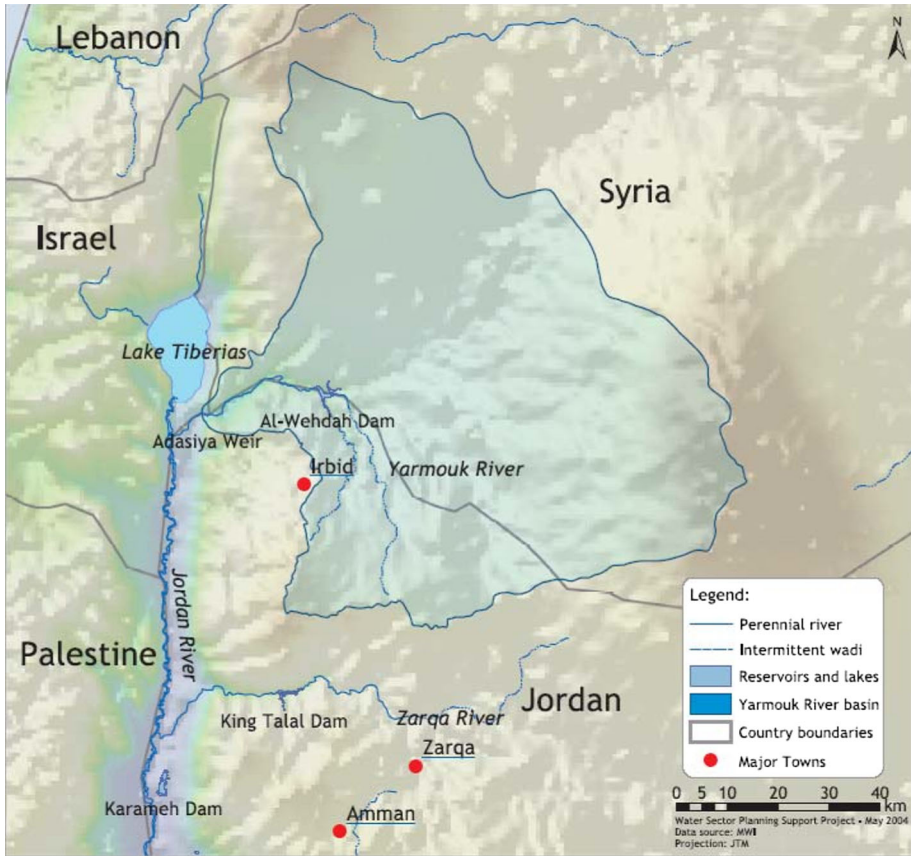 Lebanon
N
Syria
Israel
Lake Tiberias
Al-Wehdah Dam
Adasiya Weir
Irbid
Yarmouk River
Jordan River
Palestine
Jordan
King Talal Dam
Zarqa River
Zarqa
Karameh Dam
Amman
Legend:
Perennial river
Intermittent wadi
Reservoirs and lakes
Yarmouk River basin
Country boundaries
Major Towns
0 5 10 20 30 40
km
Water Sector Planning Support Project • May 2004
Data source: MWI
Projection: JTM